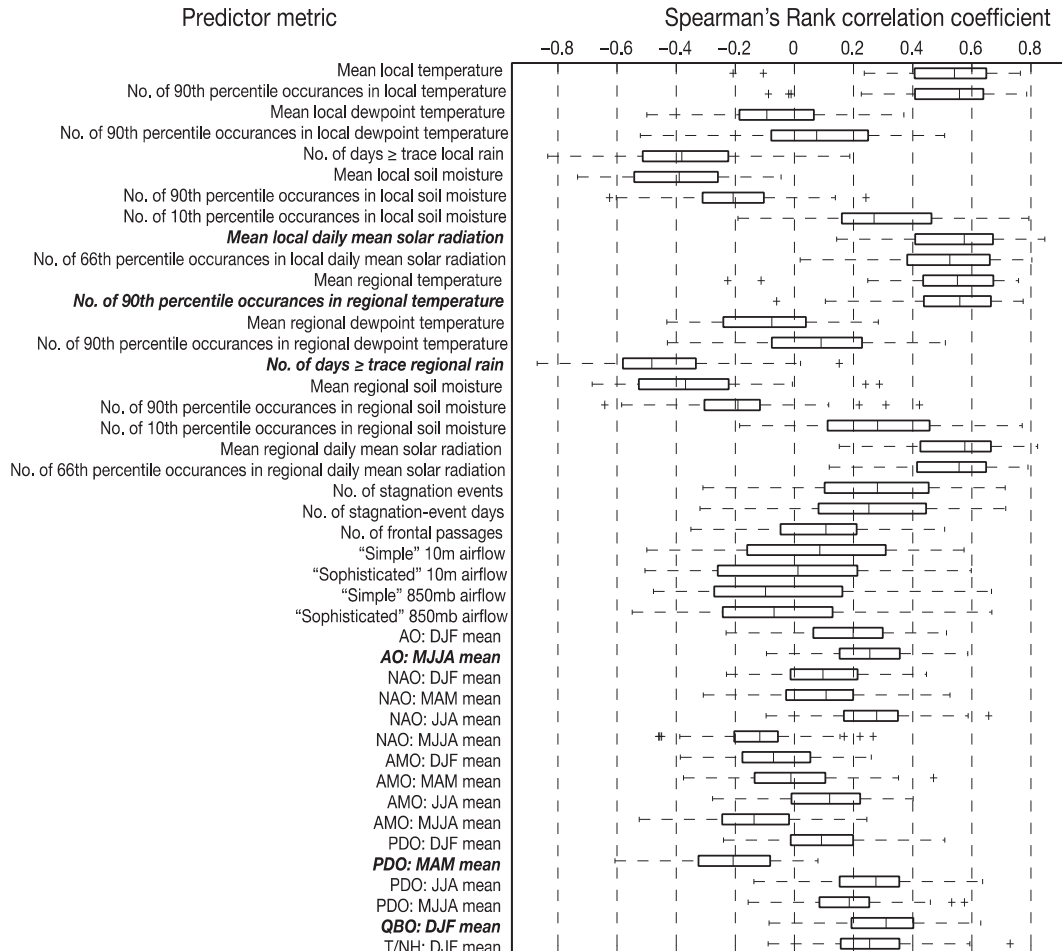 Predictor metric
Spearman's Rank correlation coefficient
−0.8 −0.6 −0.4 −0.2 0 0.2 0.4 0.6 0.8
Mean local temperature
No. of 90th percentile occurances in local temperature
Mean local dewpoint temperature
No. of 90th percentile occurances in local dewpoint temperature
No. of days ≥ trace local rain
Mean local soil moisture
No. of 90th percentile occurances in local soil moisture
No. of 10th percentile occurances in local soil moisture
Mean local daily mean solar radiation
No. of 66th percentile occurances in local daily mean solar radiation
Mean regional temperature
No. of 90th percentile occurances in regional temperature
Mean regional dewpoint temperature
No. of 90th percentile occurances in regional dewpoint temperature
No. of days ≥ trace regional rain
Mean regional soil moisture
No. of 90th percentile occurances in regional soil moisture
No. of 10th percentile occurances in regional soil moisture
Mean regional daily mean solar radiation
No. of 66th percentile occurances in regional daily mean solar radiation
No. of stagnation events
No. of stagnation-event days
No. of frontal passages
“Simple” 10m airflow
“Sophisticated” 10m airflow
“Simple” 850mb airflow
“Sophisticated” 850mb airflow
AO: DJF mean
AO: MJJA mean
NAO: DJF mean
NAO: MAM mean
NAO: JJA mean
NAO: MJJA mean
AMO: DJF mean
AMO: MAM mean
AMO: JJA mean
AMO: MJJA mean
PDO: DJF mean
PDO: MAM mean
PDO: JJA mean
PDO: MJJA mean
QBO: DJF mean
T/NH: DJF mean